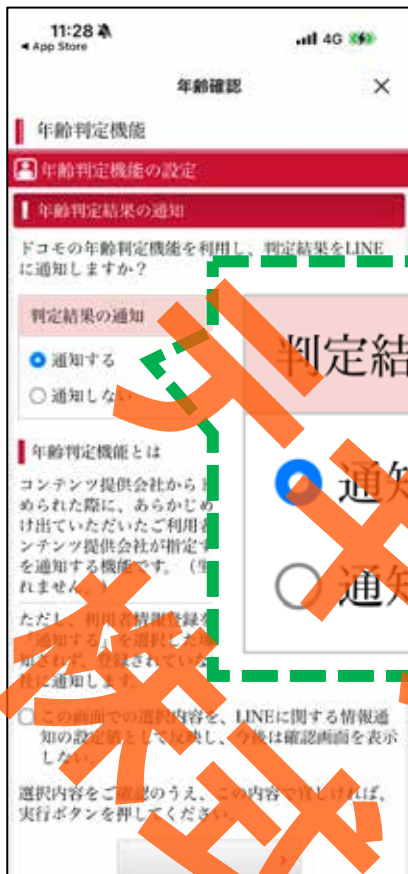 11:28
4G
App Store
年齢確認
年齢判定機能
年齢判定機能の設定
年齢判定結果の通知
ドコモの年齢判定機能を利用し、判定結果をLINE
に通知しますか？
判定結果の通知
通知する
通知しない
判定結
通知
通知
年齢判定機能とは
コンテンツ提供会社から
められた際に、あらかじめ
け出ていただいたご利用者
ンテンツ提供会社が指定す
を通知する機能です。（
れません。）
ただし、利用者情報登録を
「通知する」を選択した場
知されず、登録されていな
社に通知します。
この画面での選択内容を、LINEに関する情報通
知の設定値として反映し、今後は確認画面を表示
しない。
選択内容をご確認のうえ、この内容で宜しければ、
実行ボタンを押してください。